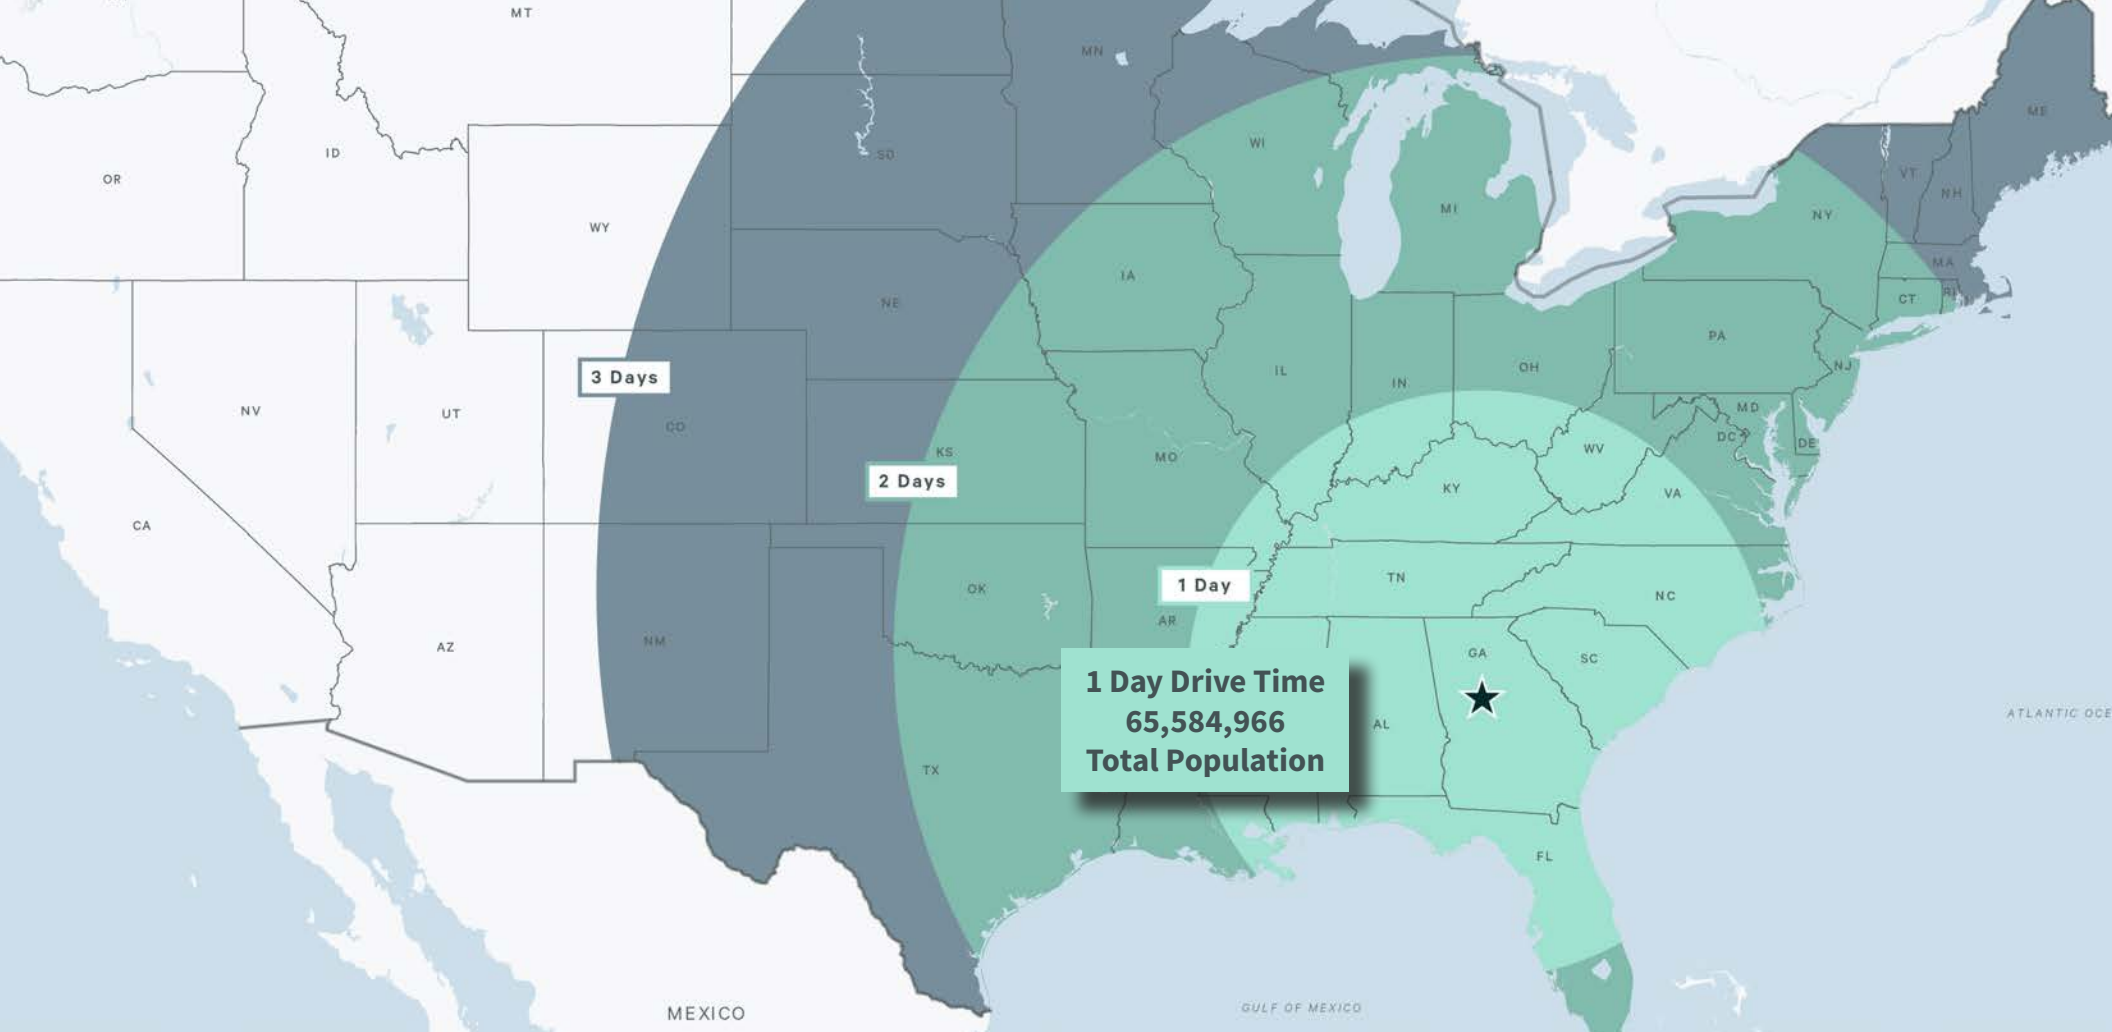 MT
MN
ME
OR
ID
SD
WI
VT
NH
WY
MI
NY
MA
IA
NE
CT
RI
PA
3 Days
NV
UT
CO
IL
IN
OH
NJ
MD
DC
DE
KS
2 Days
MO
WV
KY
VA
CA
1 Day
TN
OK
NC
AR
AZ
NM
GA
SC
1 Day Drive Time
65,584,966
Total Population
AL
ATLANTIC OCE
TX
FL
MEXICO
GULF OF MEXICO